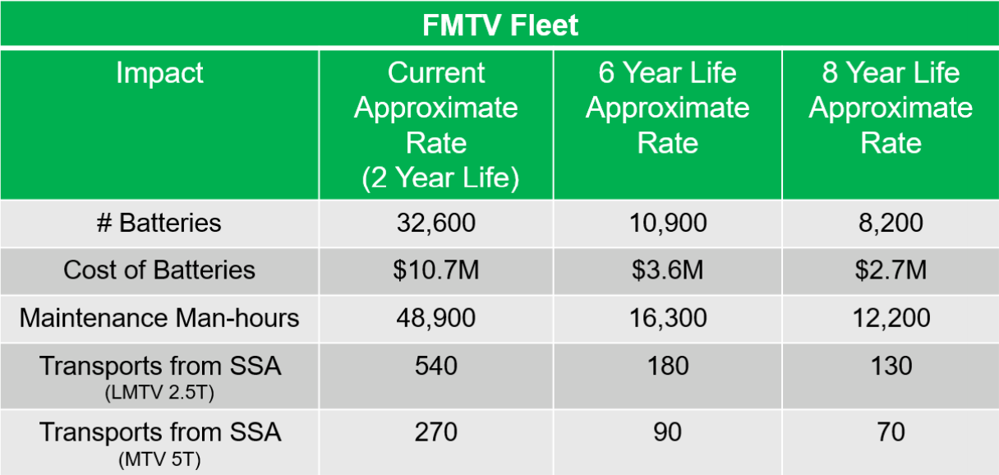 FMTV Fleet
Impact
Current
Approximate
Rate
(2 Year Life)
6 Year Life
Approximate
Rate
8 Year Life
Approximate
Rate
# Batteries
32,600
10,900
8,200
Cost of Batteries
$10.7M
$3.6M
$2.7M
Maintenance Man-hours
48,900
16,300
12,200
Transports from SSA
(LMTV 2.5T)
540
180
130
Transports from SSA
(MTV 5T)
270
90
70